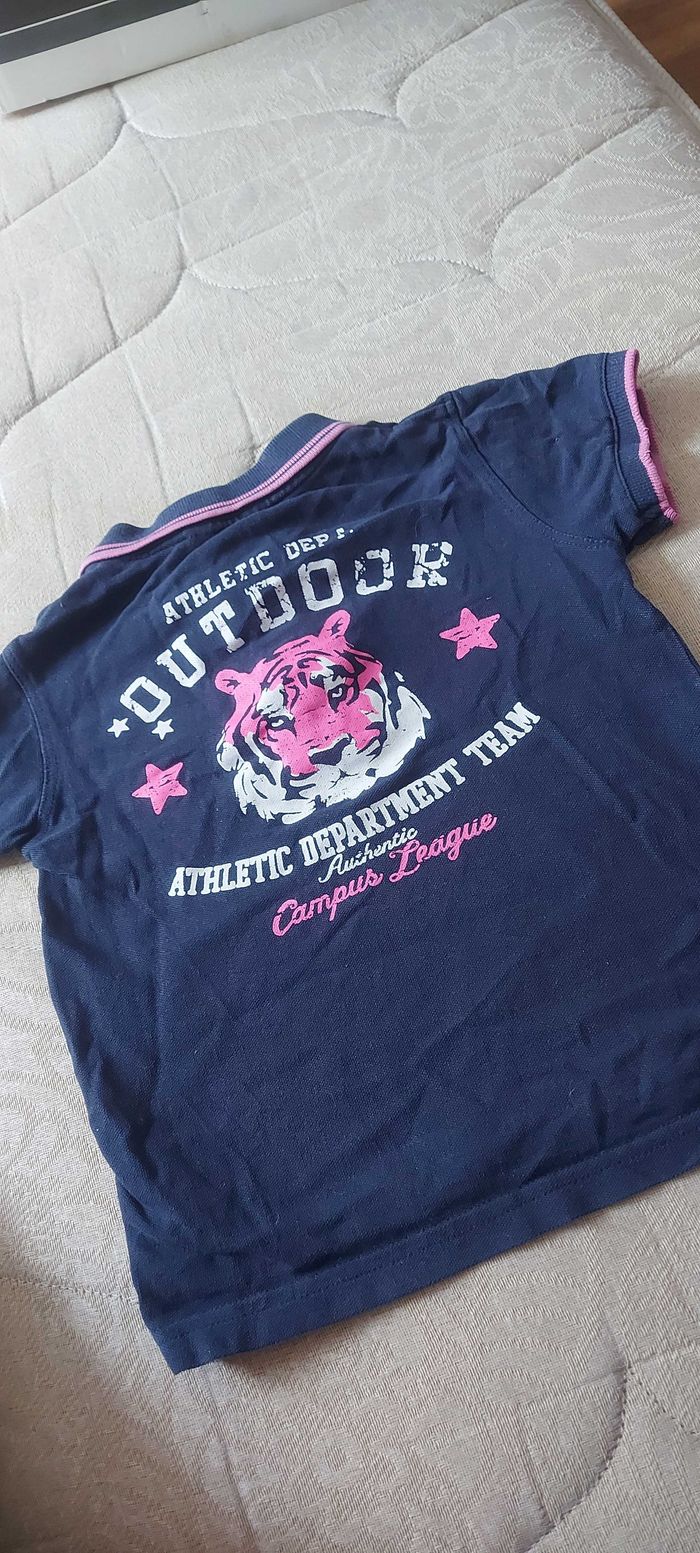 ATHLETIC DEPT.
OUTDOOR
ATHLETIC DEPARTMENT TEAM
Authentic
Campus League